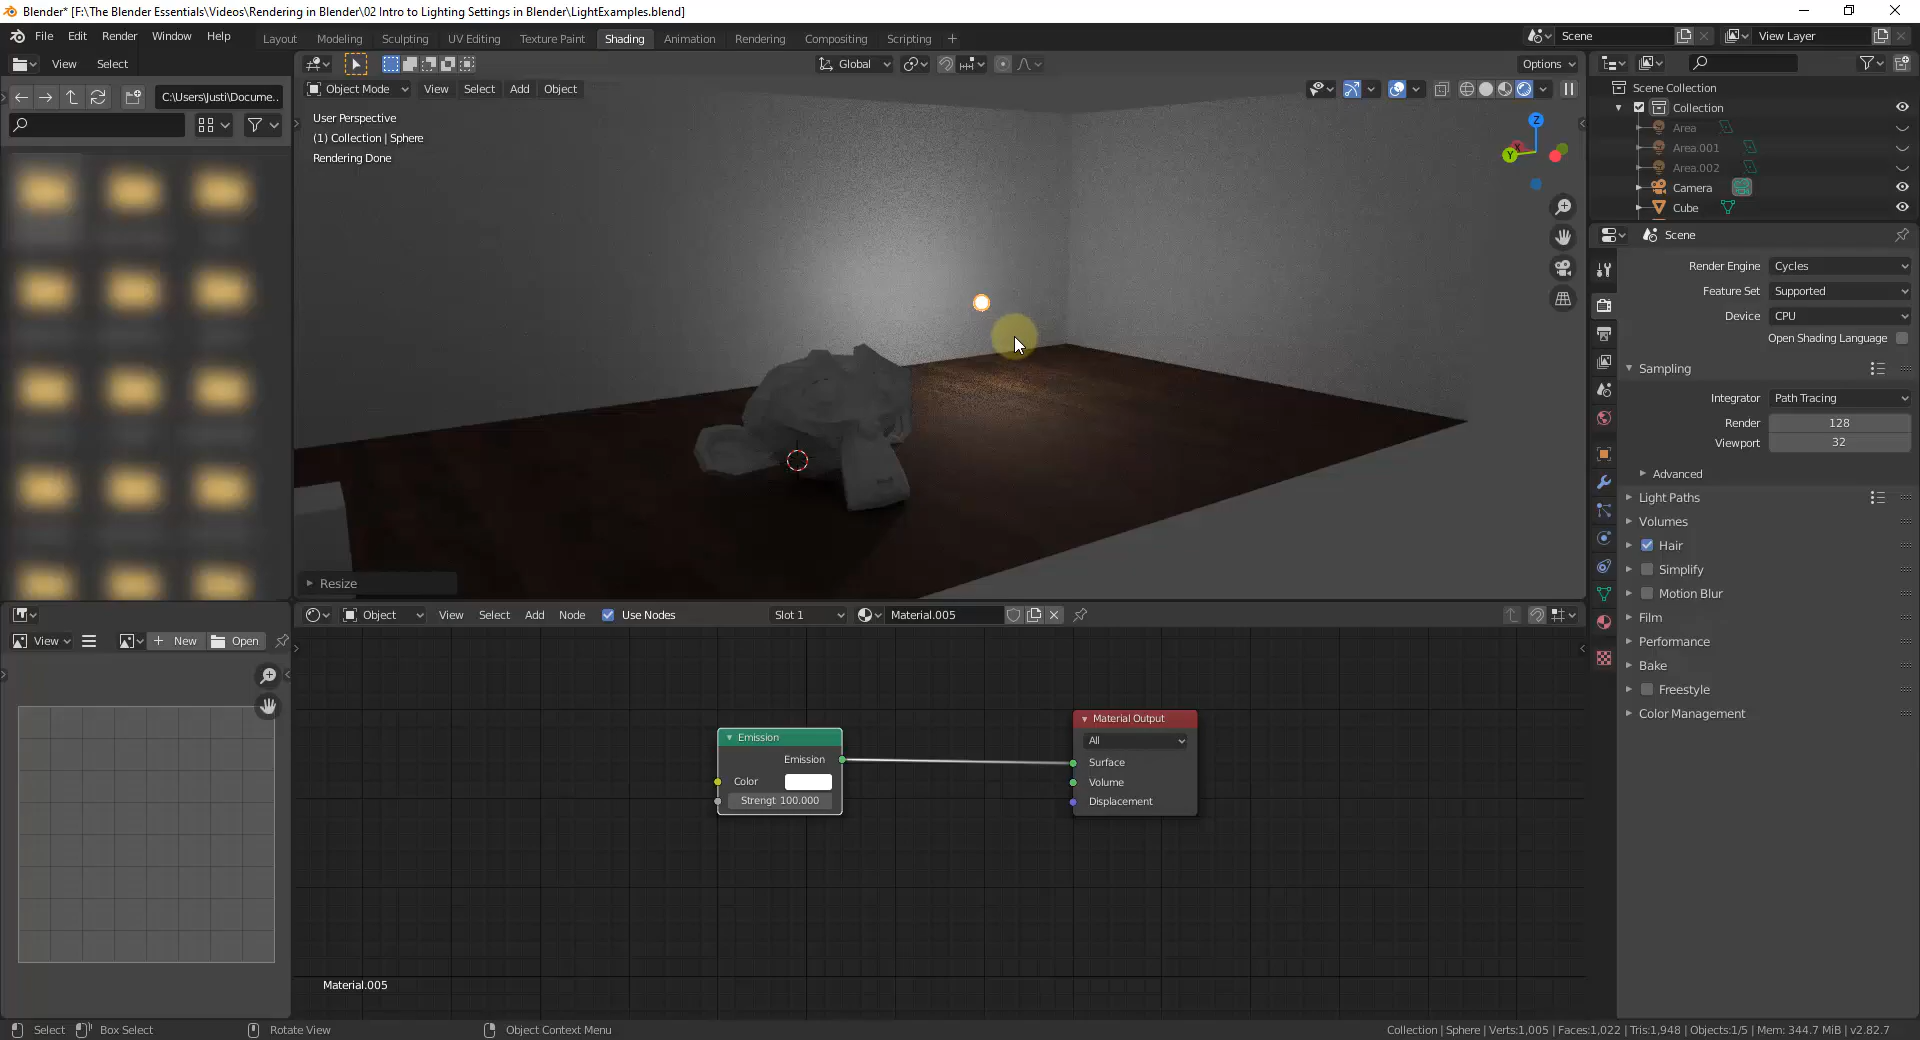 Blender* [F:\The Blender Essentials\Videos\Rendering in Blender\02 Intro to Lighting Settings in Blender\LightExamples.blend]
File Edit Render Window Help
Layout Modeling Sculpting UV Editing Texture Paint Shading Animation Rendering Compositing Scripting +
Scene
View Layer
View Select
Global
Options
C:\Users\Justi\Docume..
Object Mode View Select Add Object
User Perspective
(1) Collection | Sphere
Rendering Done
Z
X
Y
Scene Collection
Collection
Area
Area.001
Area.002
Camera
Cube
Scene
Render Engine Cycles
Feature Set Supported
Device CPU
Open Shading Language
Sampling
Integrator Path Tracing
Render 128
Viewport 32
Advanced
Light Paths
Volumes
Hair
Simplify
Motion Blur
Film
Performance
Bake
Freestyle
Color Management
Resize
Object View Select Add Node Use Nodes Slot 1 Material.005
View New Open
Emission
Emission
Color
Strengt 100.000
Material Output
All
Surface
Volume
Displacement
Material.005
Select Box Select Rotate View Object Context Menu
Collection | Sphere | Verts:1,005 | Faces:1,022 | Tris:1,948 | Objects:1/5 | Mem: 344.7 MiB | v2.82.7